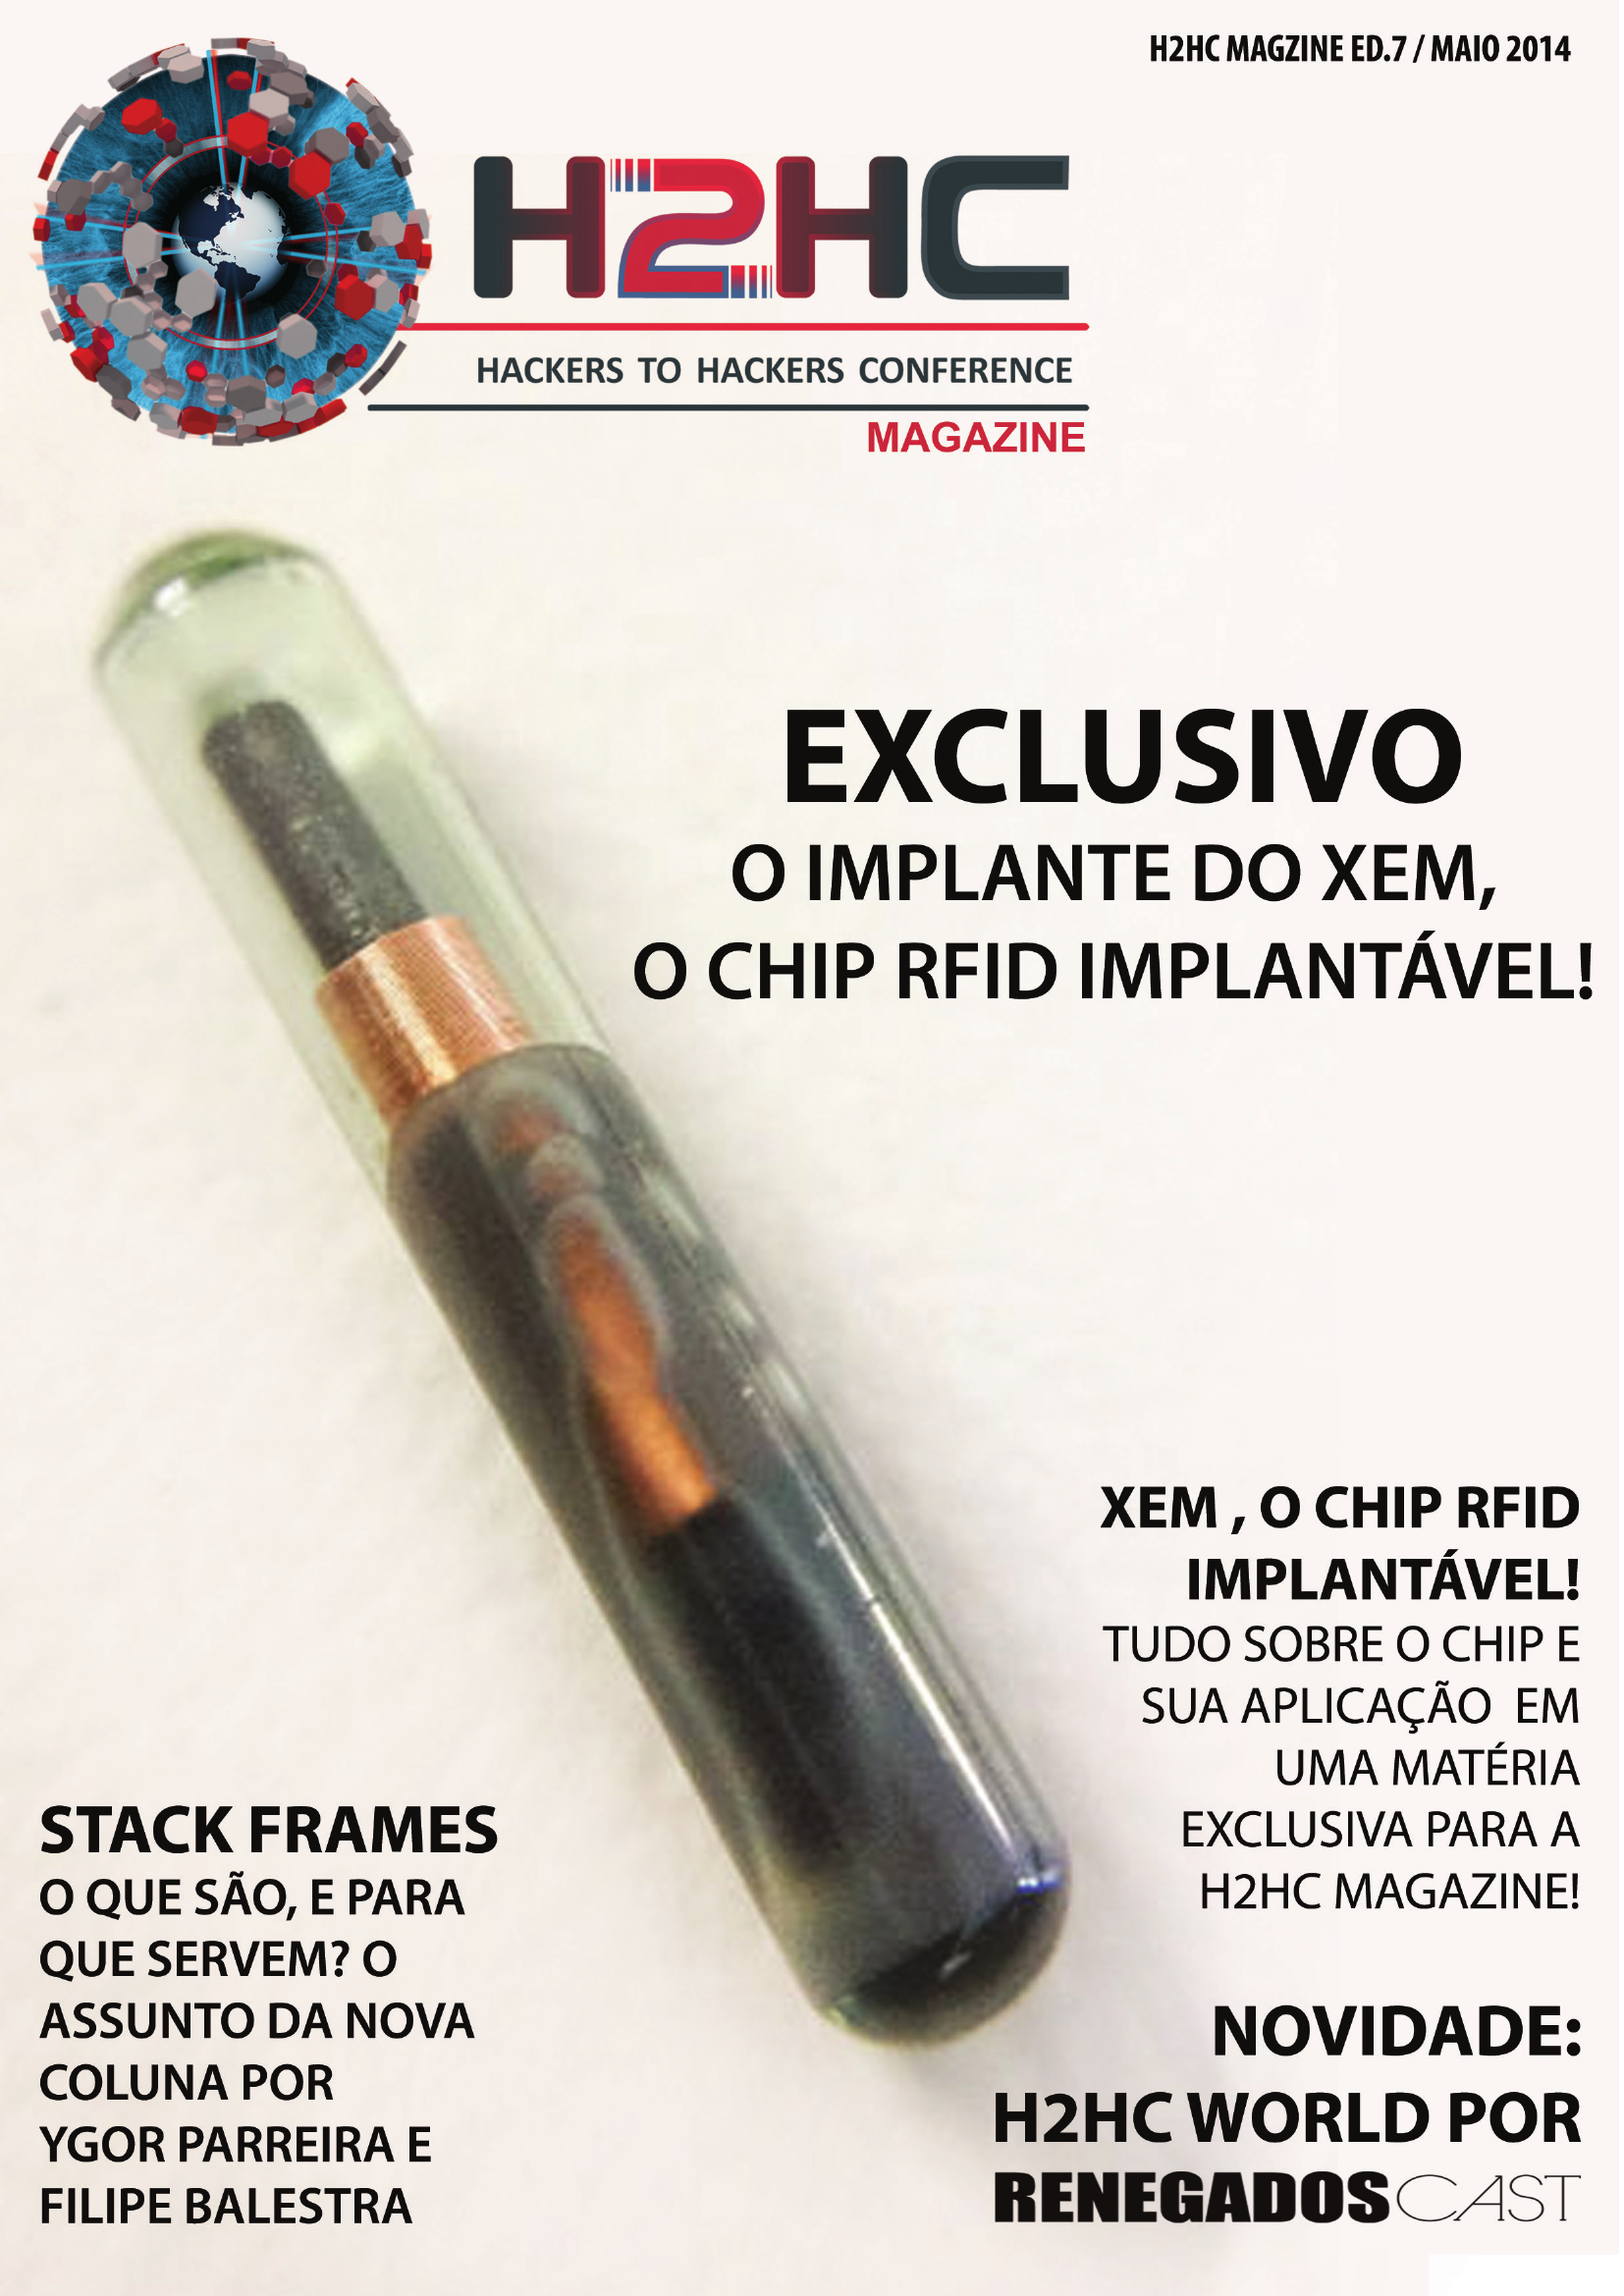 H2HC MAGZINE ED.7 / MAIO 2014
H2HC
HACKERS TO HACKERS CONFERENCE
MAGAZINE
EXCLUSIVO
O IMPLANTE DO XEM,
O CHIP RFID IMPLANTÁVEL!
XEM , O CHIP RFID
IMPLANTÁVEL!
TUDO SOBRE O CHIP E
SUA APLICAÇÃO EM
UMA MATÉRIA
EXCLUSIVA PARA A
H2HC MAGAZINE!
STACK FRAMES
O QUE SÃO, E PARA
QUE SERVEM? O
ASSUNTO DA NOVA
COLUNA POR
YGOR PARREIRA E
FILIPE BALESTRA
NOVIDADE:
H2HC WORLD POR
RENEGADOSCAST